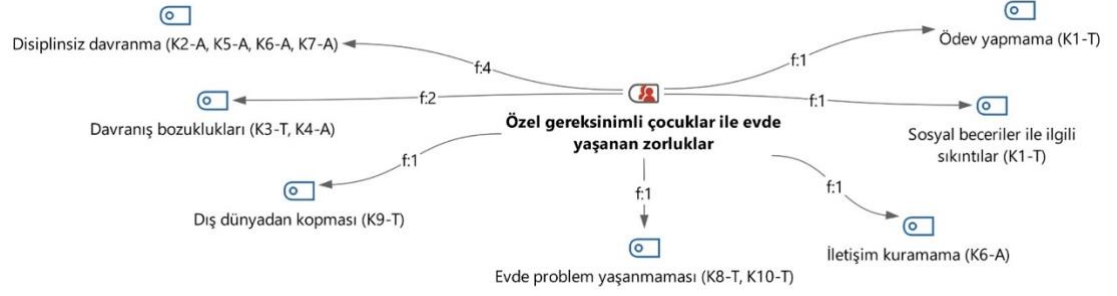 Disiplinsiz davranma (K2-A, K5-A, K6-A, K7-A)
f:4
Ödev yapmama (K1-T)
f:1
Davranış bozuklukları (K3-T, K4-A)
f:2
Özel gereksinimli çocuklar ile evde
yaşanan zorluklar
f:1
Sosyal beceriler ile ilgili
sıkıntılar (K1-T)
f:1
Dış dünyadan kopması (K9-T)
f:1
Evde problem yaşanmaması (K8-T, K10-T)
f:1
İletişim kuramama (K6-A)